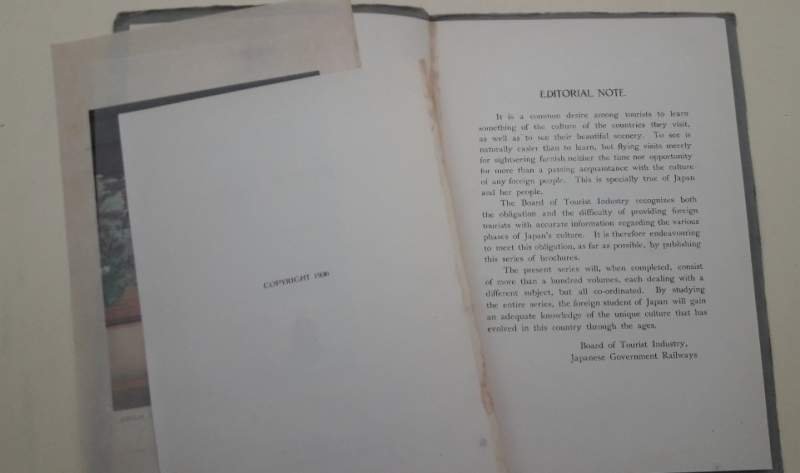 COPYRIGHT 1936
EDITORIAL NOTE
It is a common desire among tourists to learn
something of the culture of the countries they visit,
as well as to see their beautiful scenery. To see is
naturally easier than to learn, but flying visits merely
for sightseeing furnish neither the time nor opportunity
for more than a passing acquaintance with the culture
of any foreign people. This is specially true of Japan
and her people.
The Board of Tourist Industry recognizes both
the obligation and the difficulty of providing foreign
tourists with accurate information regarding the various
phases of Japan's culture. It is therefore endeavouring
to meet this obligation, as far as possible, by publishing
this series of brochures.
The present series will, when completed, consist
of more than a hundred volumes, each dealing with a
different subject, but all co-ordinated. By studying
the entire series, the foreign student of Japan will gain
an adequate knowledge of the unique culture that has
evolved in this country through the ages.
Board of Tourist Industry,
Japanese Government Railways